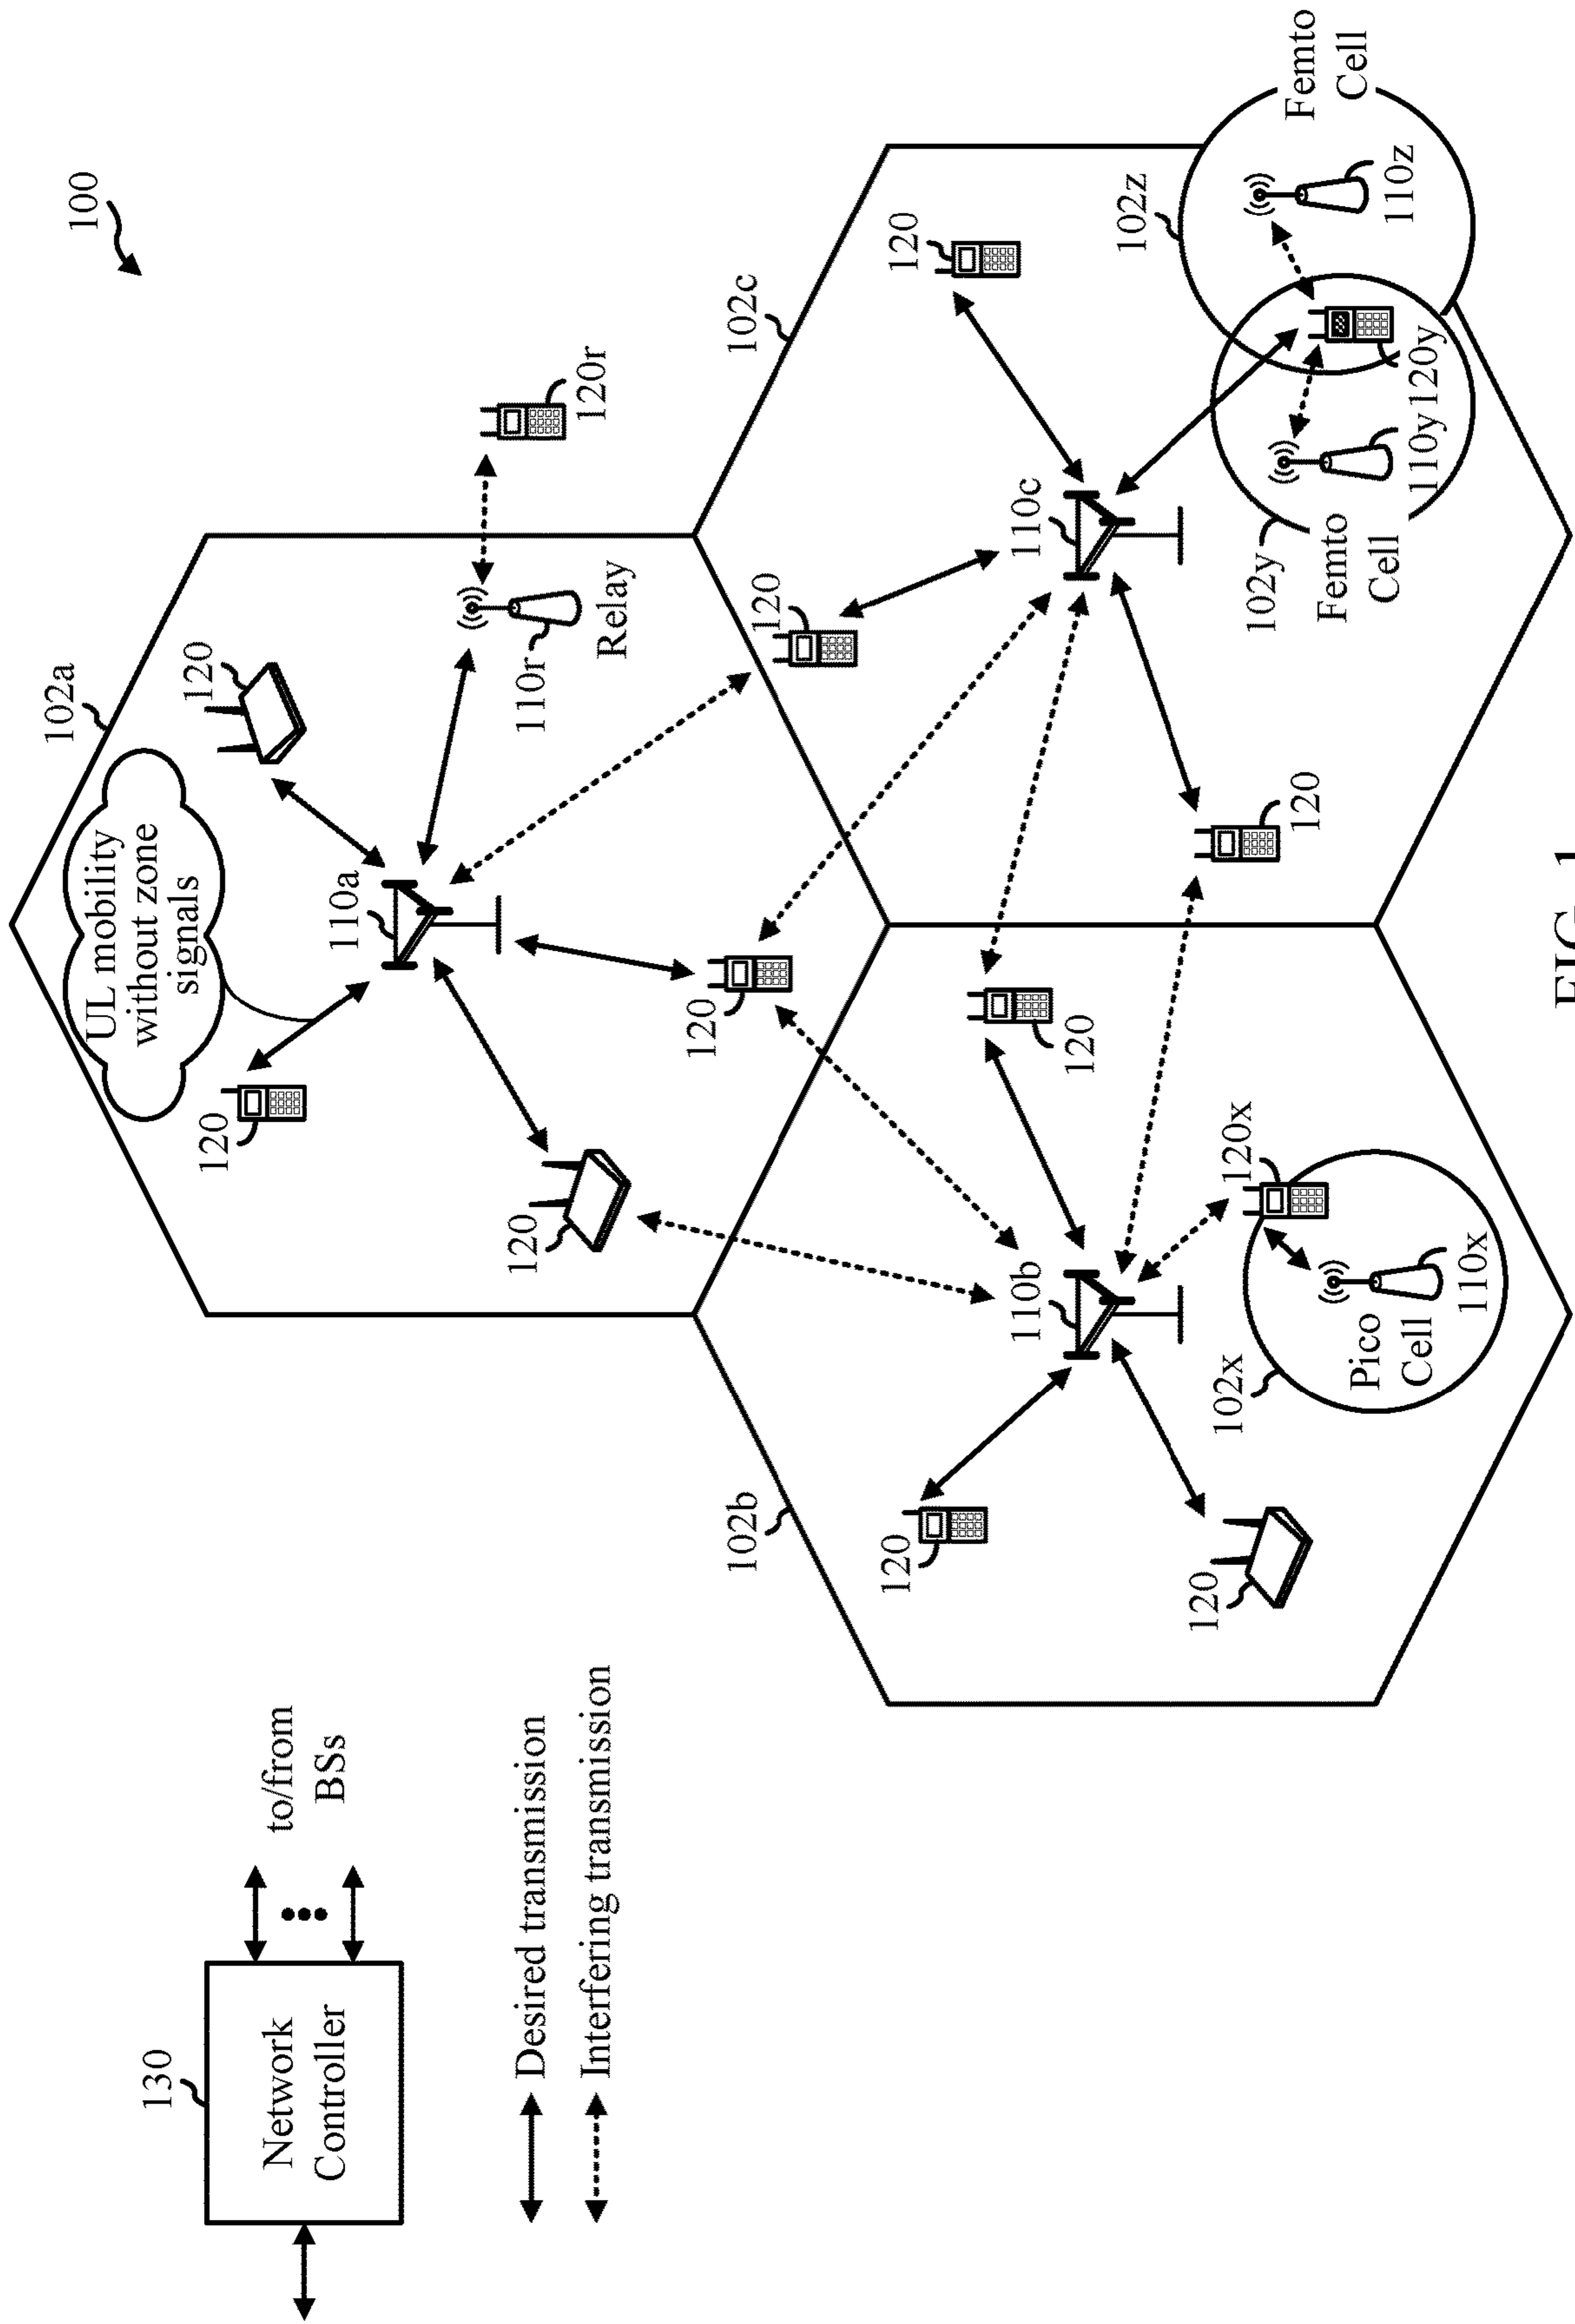 100
130
Network
Controller
to/from
BSs
Desired transmission
Interfering transmission
102a
UL mobility
without zone
signals
120
120
110a
120
110r
Relay
120r
120
102b
120
110b
120
120
102x
Pico
Cell
110x
120x
102c
120
120
110c
120
102y
Femto
Cell
110y
120y
102z
110z
Femto
Cell
FIG. 1